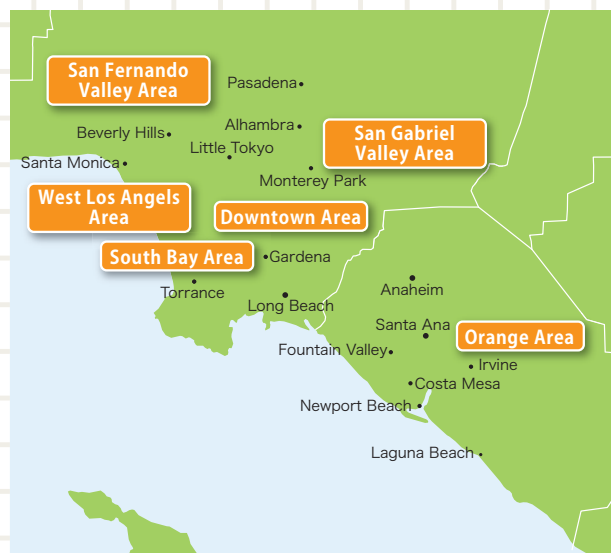 San Fernando
Valley Area
Pasadena
Alhambra
Beverly Hills
Little Tokyo
San Gabriel
Valley Area
Santa Monica
Monterey Park
West Los Angels
Area
Downtown Area
South Bay Area
Gardena
Torrance
Long Beach
Anaheim
Santa Ana
Orange Area
Fountain Valley
Irvine
Costa Mesa
Newport Beach
Laguna Beach